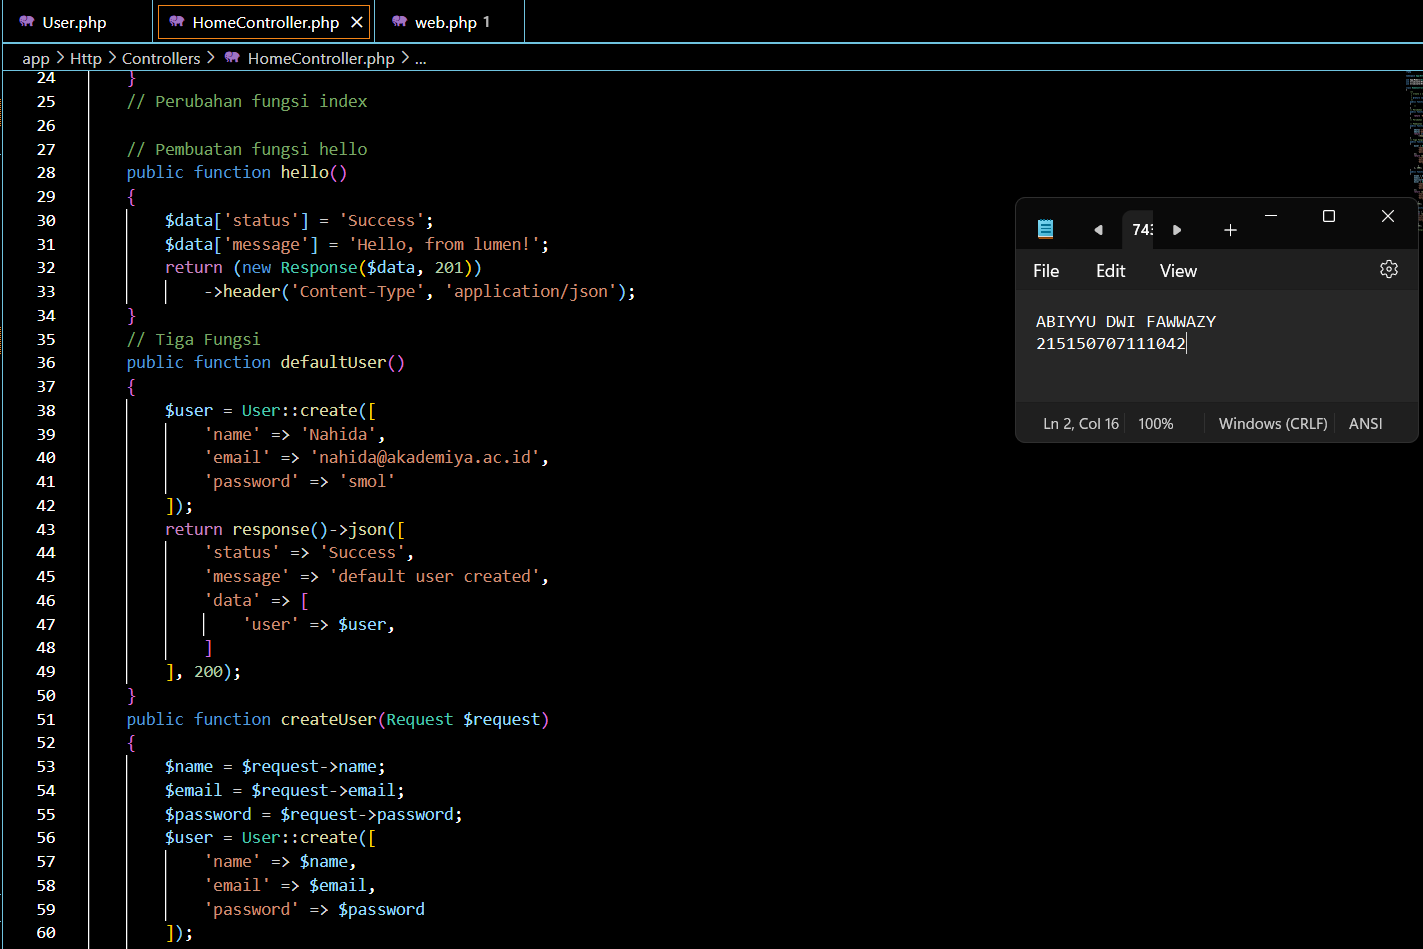 User.php
HomeController.php
web.php 1
app > Http > Controllers > HomeController.php > ...
24 }
25 // Perubahan fungsi index
26
27 // Pembuatan fungsi hello
28 public function hello()
29 {
30 $data['status'] = 'Success';
31 $data['message'] = 'Hello, from lumen!';
32 return (new Response($data, 201))
33 ->header('Content-Type', 'application/json');
34 }
35 // Tiga Fungsi
36 public function defaultUser()
37 {
38 $user = User::create([
39 'name' => 'Nahida',
40 'email' => 'nahida@akademiya.ac.id',
41 'password' => 'smol'
42 ]);
43 return response()->json([
44 'status' => 'Success',
45 'message' => 'default user created',
46 'data' => [
47 'user' => $user,
48 ]
49 ], 200);
50 }
51 public function createUser(Request $request)
52 {
53 $name = $request->name;
54 $email = $request->email;
55 $password = $request->password;
56 $user = User::create([
57 'name' => $name,
58 'email' => $email,
59 'password' => $password
60 ]);
File Edit View
ABIYYU DWI FAWWAZY
215150707111042
Ln 2, Col 16 100% Windows (CRLF) ANSI